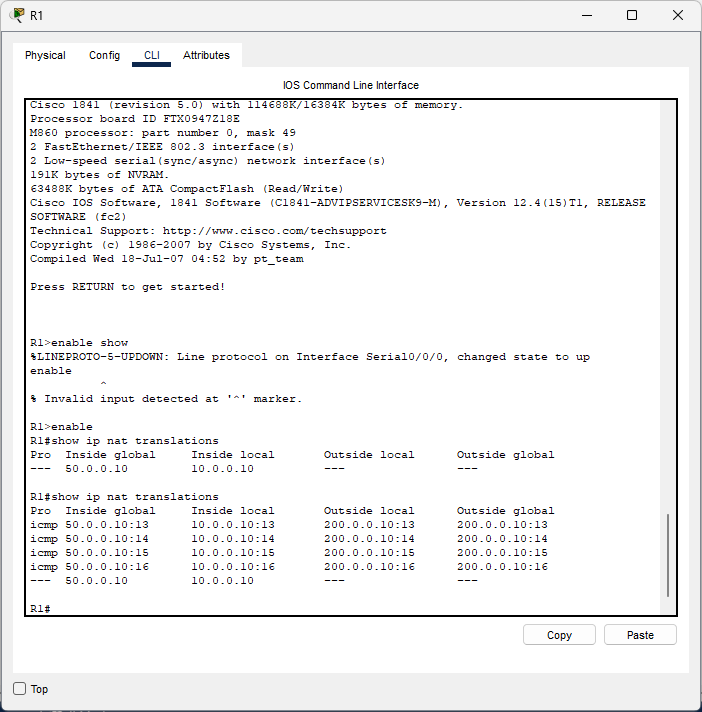 R1
Physical Config CLI Attributes
IOS Command Line Interface
Cisco 1841 (revision 5.0) with 114688K/16384K bytes of memory.
Processor board ID FTX0947Z18E
M860 processor: part number 0, mask 49
2 FastEthernet/IEEE 802.3 interface(s)
2 Low-speed serial(sync/async) network interface(s)
191K bytes of NVRAM.
63488K bytes of ATA CompactFlash (Read/Write)
Cisco IOS Software, 1841 Software (C1841-ADVIPSERVICESK9-M), Version 12.4(15)T1, RELEASE
SOFTWARE (fc2)
Technical Support: http://www.cisco.com/techsupport
Copyright (c) 1986-2007 by Cisco Systems, Inc.
Compiled Wed 18-Jul-07 04:52 by pt_team
Press RETURN to get started!
R1>enable show
%LINEPROTO-5-UPDOWN: Line protocol on Interface Serial0/0/0, changed state to up
enable
^
% Invalid input detected at '^' marker.
R1>enable
R1#show ip nat translations
Pro Inside global Inside local Outside local Outside global
--- 50.0.0.10 10.0.0.10 --- ---
R1#show ip nat translations
Pro Inside global Inside local Outside local Outside global
icmp 50.0.0.10:13 10.0.0.10:13 200.0.0.10:13 200.0.0.10:13
icmp 50.0.0.10:14 10.0.0.10:14 200.0.0.10:14 200.0.0.10:14
icmp 50.0.0.10:15 10.0.0.10:15 200.0.0.10:15 200.0.0.10:15
icmp 50.0.0.10:16 10.0.0.10:16 200.0.0.10:16 200.0.0.10:16
--- 50.0.0.10 10.0.0.10 --- ---
R1#
Copy Paste
Top